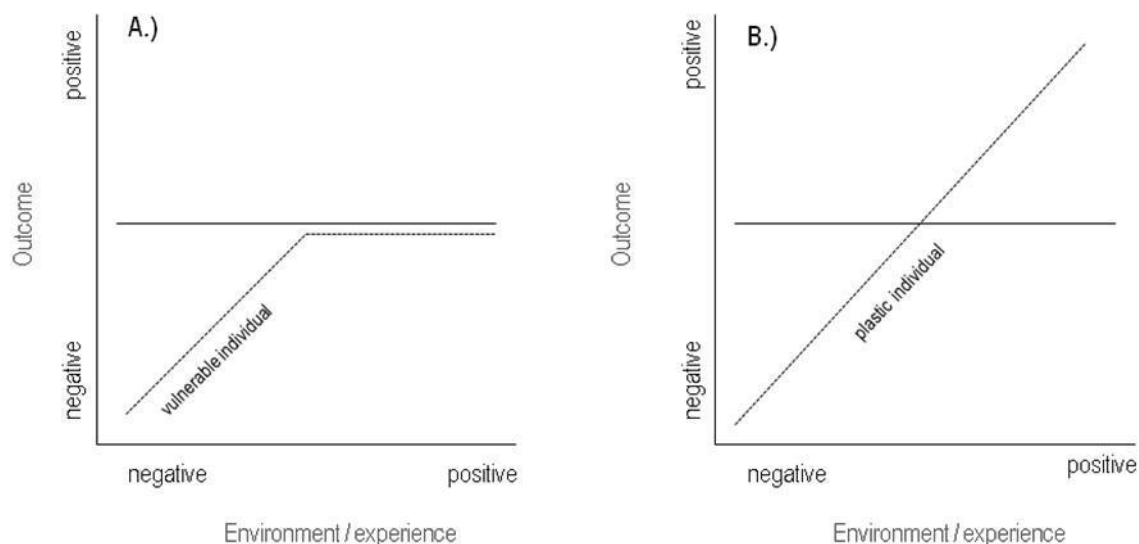 A.)
positive
Outcome
negative
vulnerable individual
negative
positive
Environment / experience
B.)
positive
Outcome
negative
plastic individual
negative
positive
Environment / experience